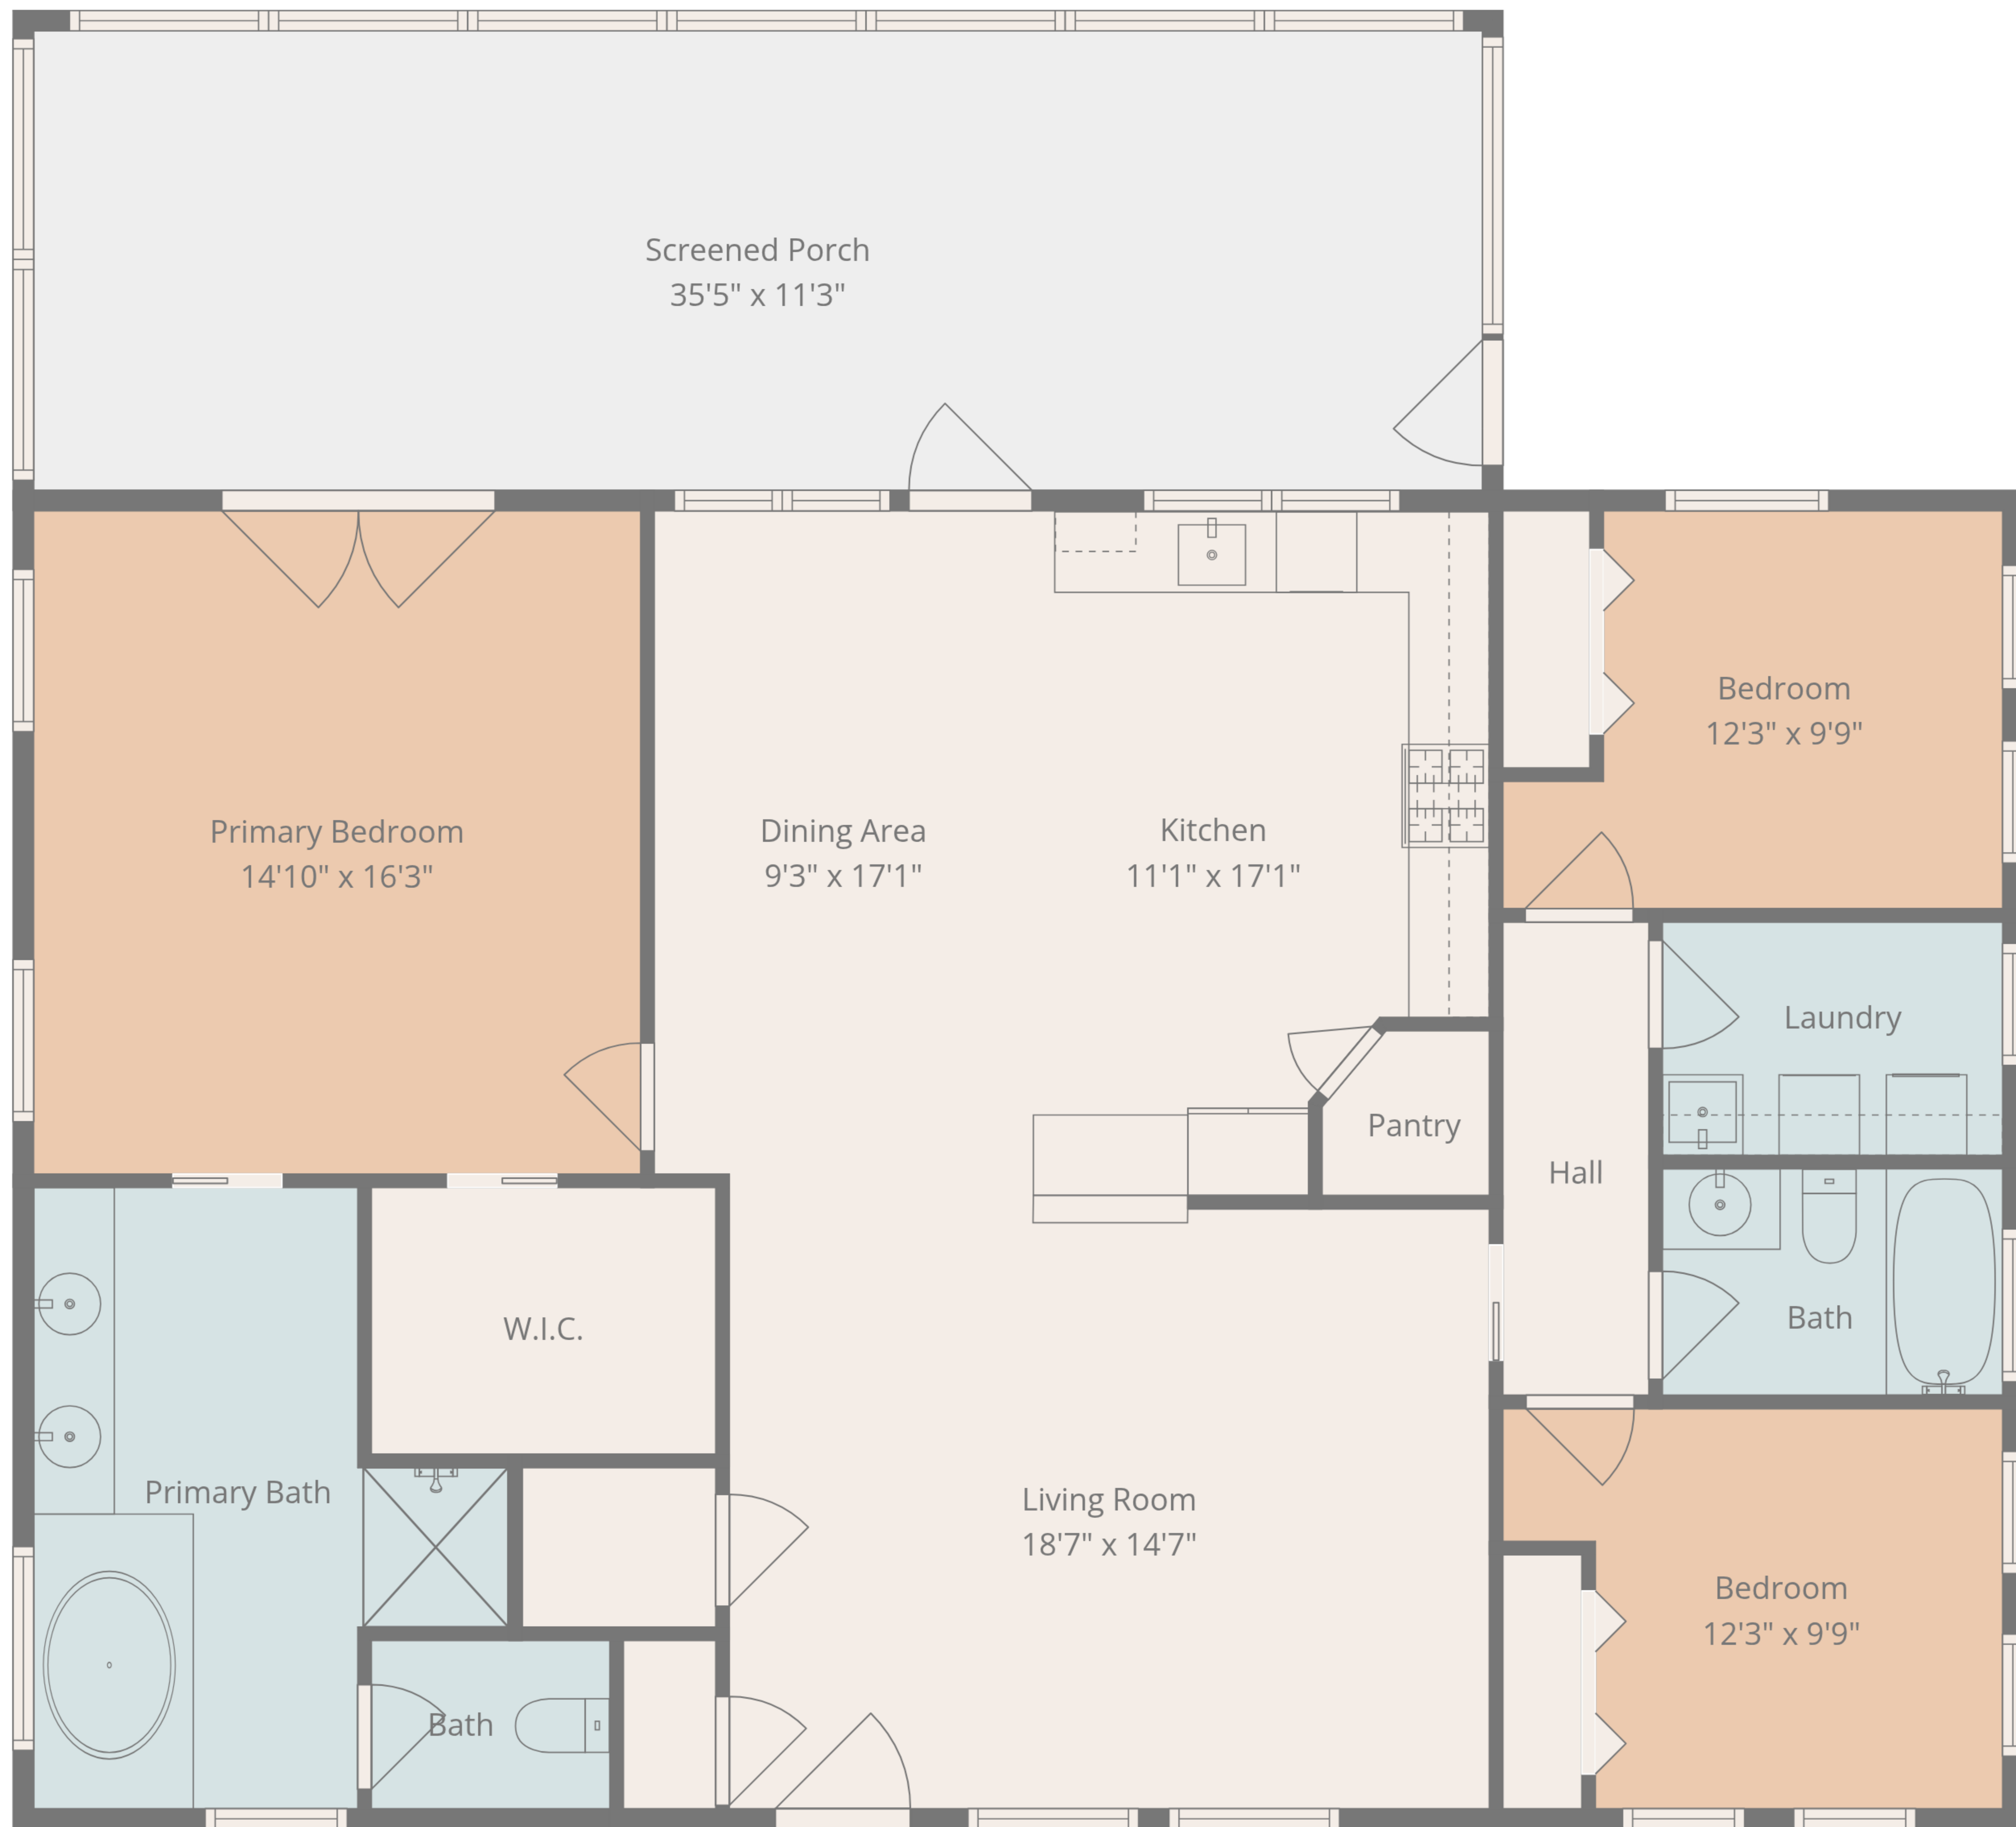 Screened Porch
35'5" x 11'3"
Bedroom
12'3" x 9'9"
Primary Bedroom
14'10" x 16'3"
Dining Area
9'3" x 17'1"
Kitchen
11'1" x 17'1"
Laundry
Pantry
Hall
W.I.C.
Bath
Primary Bath
Living Room
18'7" x 14'7"
Bedroom
12'3" x 9'9"
Bath